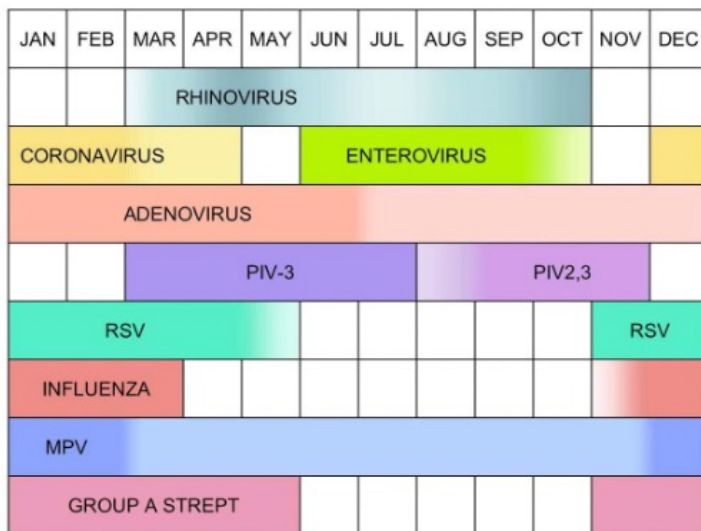 JAN FEB MAR APR MAY JUN JUL AUG SEP OCT NOV DEC
RHINOVIRUS
CORONAVIRUS ENTEROVIRUS
ADENOVIRUS
PIV-3 PIV2,3
RSV RSV
INFLUENZA
MPV
GROUP A STREPT